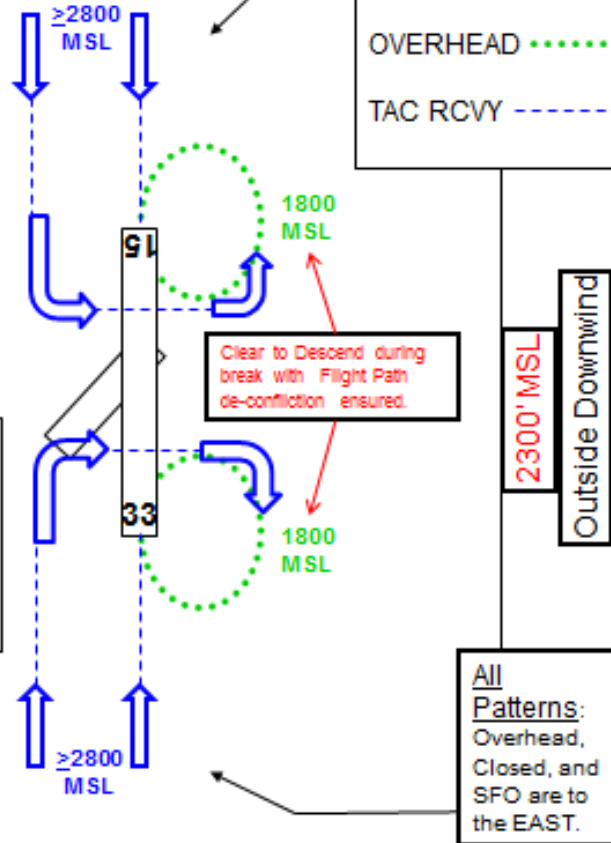 ≥2800
MSL
OVERHEAD
TAC RCVY
15
1800
MSL
Clear to Descend during
break with Flight Path
de-confliction ensured.
2300' MSL
Outside Downwind
33
1800
MSL
≥2800
MSL
All
Patterns:
Overhead,
Closed, and
SFO are to
the EAST.